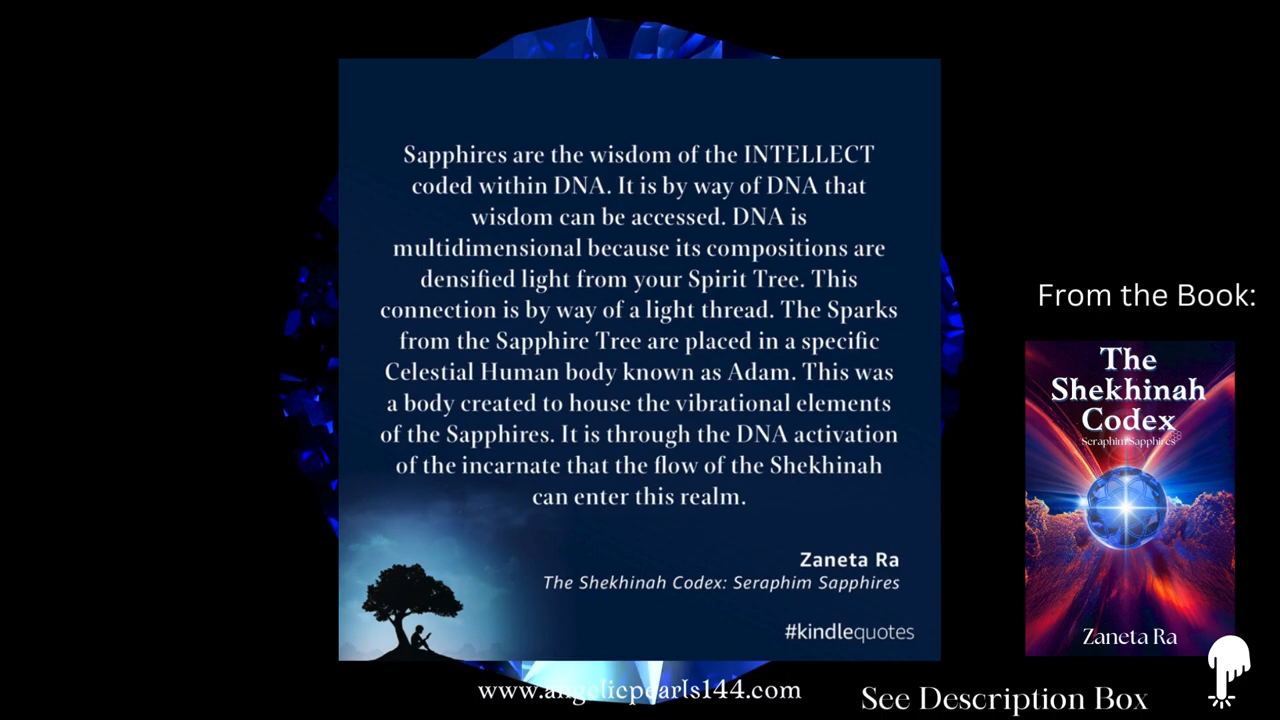 Sapphires are the wisdom of the INTELLECT
coded within DNA. It is by way of DNA that
wisdom can be accessed. DNA is
multidimensional because its compositions are
densified light from your Spirit Tree. This
connection is by way of a light thread. The Sparks
from the Sapphire Tree are placed in a specific
Celestial Human body known as Adam. This was
a body created to house the vibrational elements
of the Sapphires. It is through the DNA activation
of the incarnate that the flow of the Shekhinah
can enter this realm.
Zaneta Ra
The Shekhinah Codex: Seraphim Sapphires
#kindlequotes
From the Book:
The
Shekhinah
Codex
Seraphim Sapphires
Zaneta Ra
www.angelicpearls144.com
See Description Box